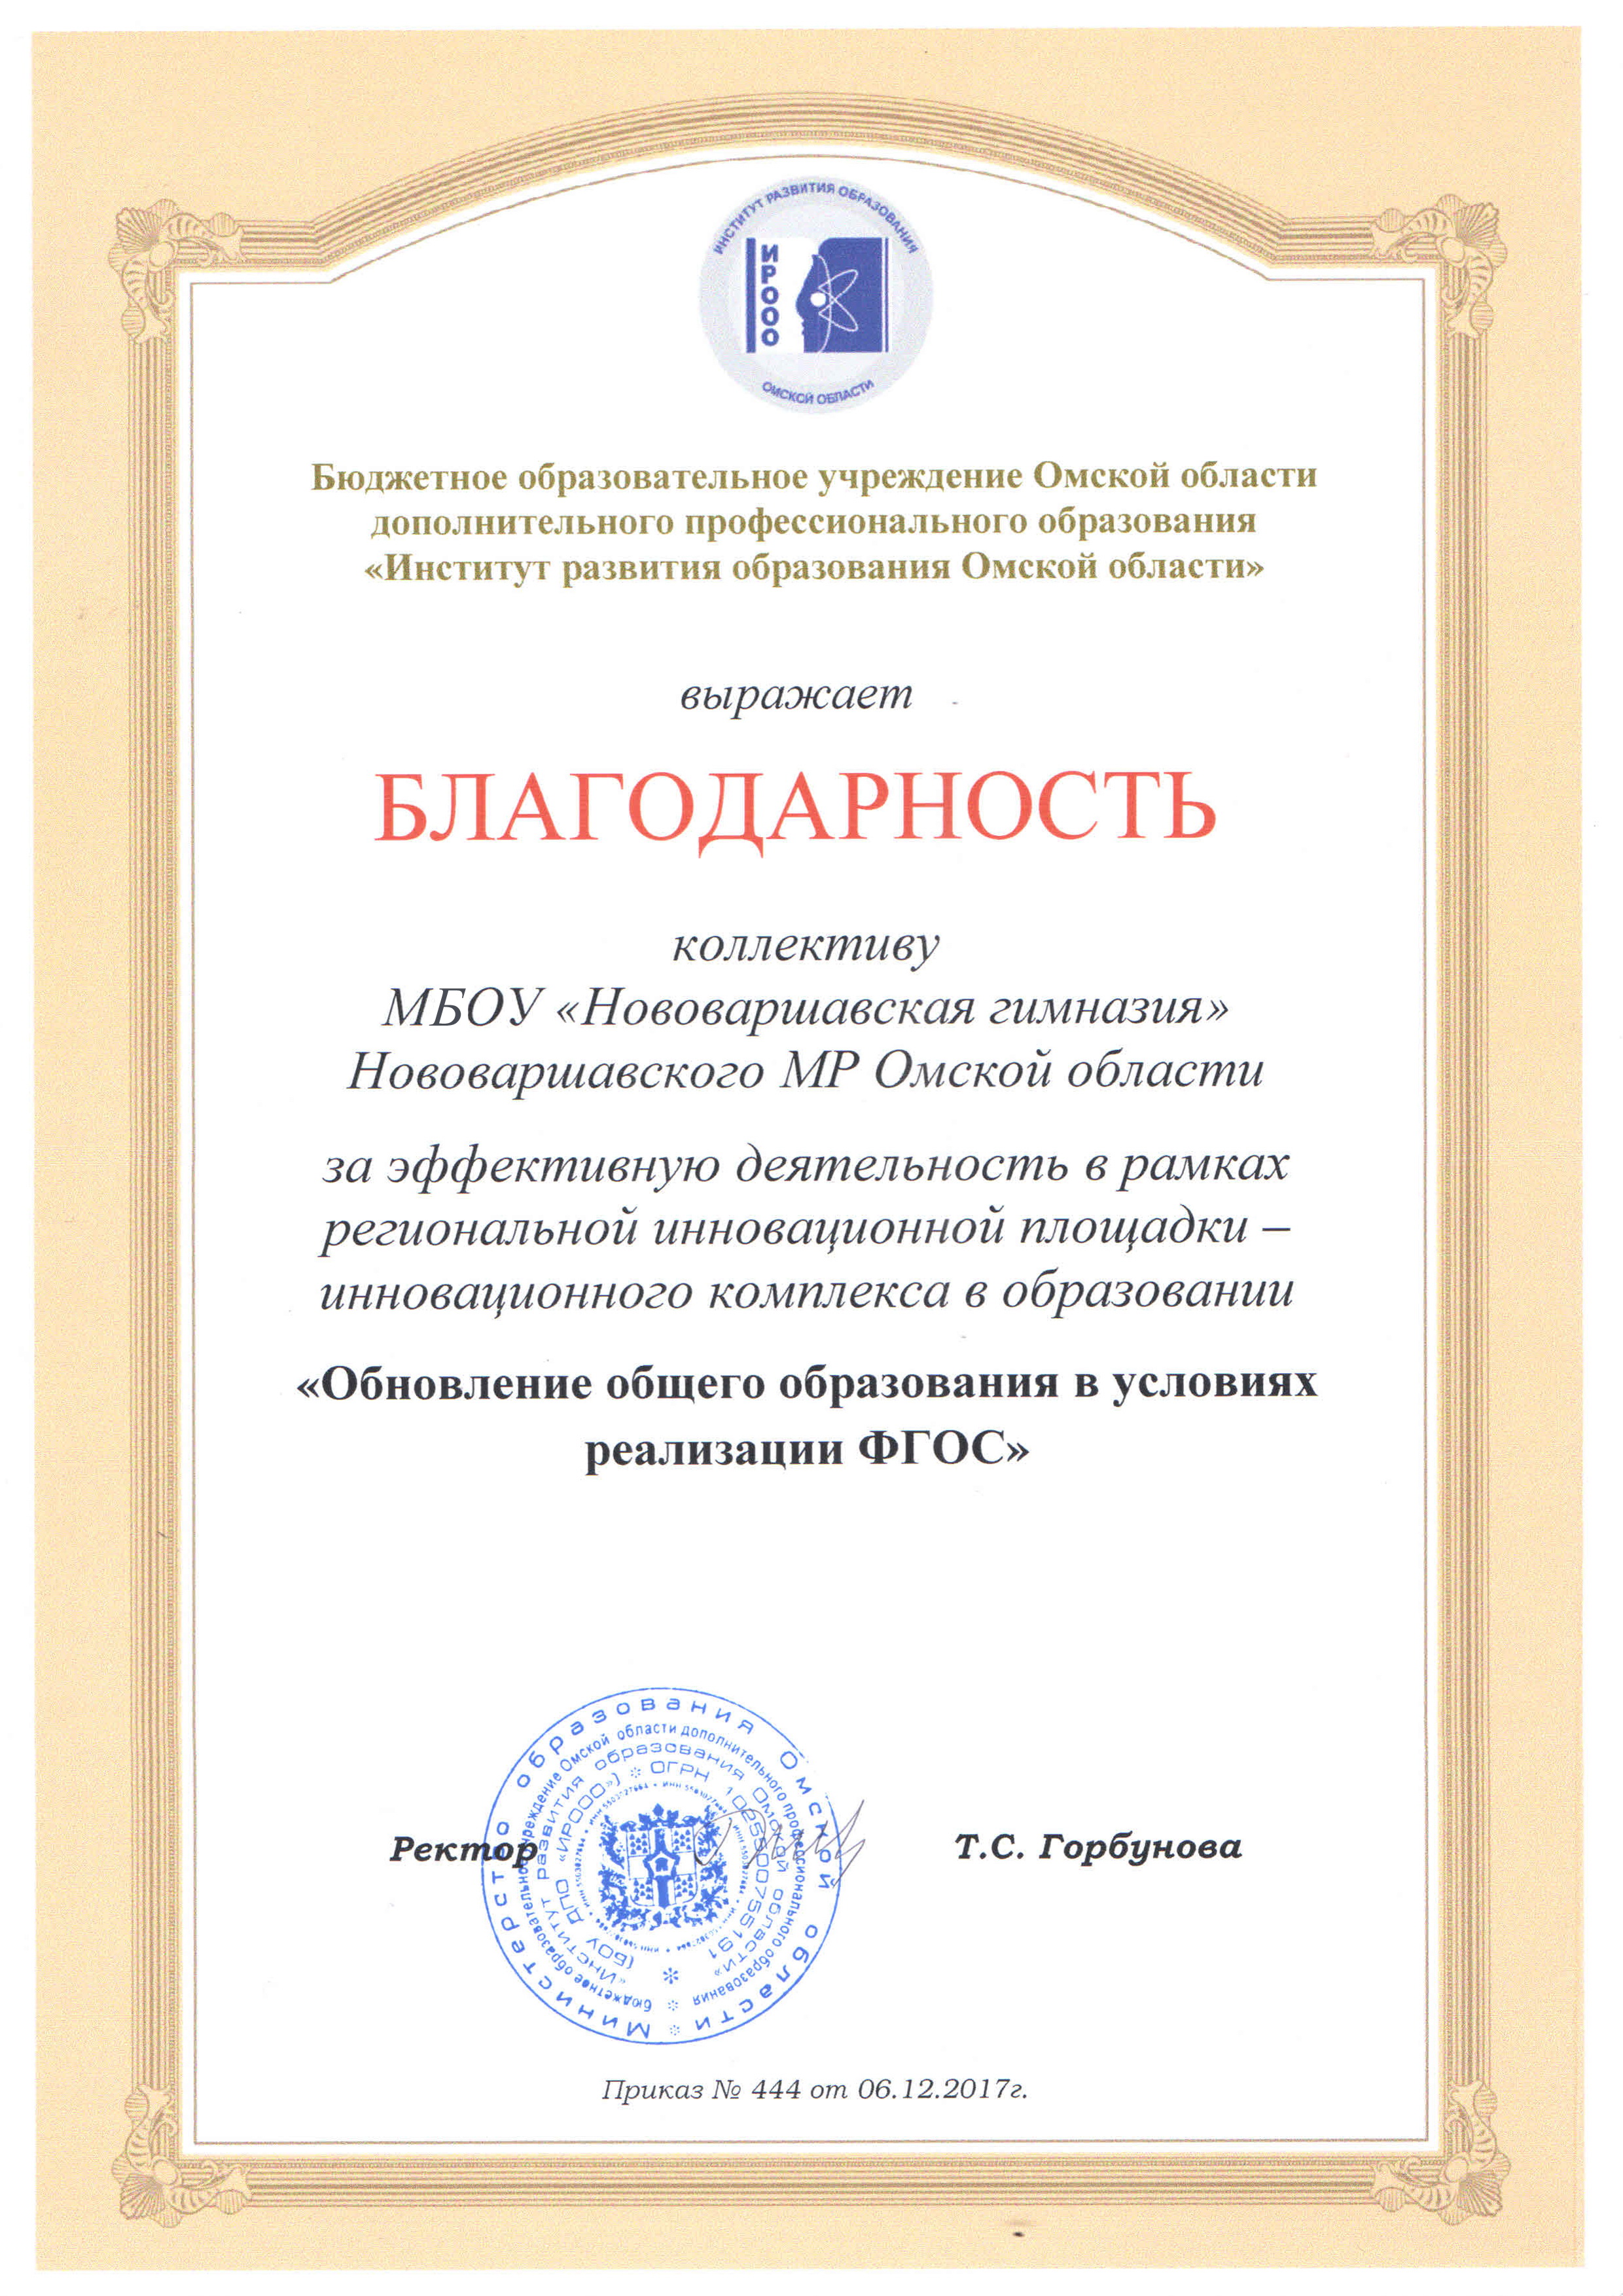 ИНСТИТУТ РАЗВИТИЯ ОБРАЗОВАНИЯ
ИРООО
ОМСКОЙ ОБЛАСТИ
Бюджетное образовательное учреждение Омской области
дополнительного профессионального образования
«Институт развития образования Омской области»
выражает
БЛАГОДАРНОСТЬ
коллективу
МБОУ «Нововаршавская гимназия»
Нововаршавского МР Омской области
за эффективную деятельность в рамках
региональной инновационной площадки –
инновационного комплекса в образовании
«Обновление общего образования в условиях
реализации ФГОС»
Министерство образования Омской области
бюджетное образовательное учреждение Омской области дополнительного профессионального образования
«Институт развития образования Омской области»
(БОУ ДПО «ИРООО») * ОГРН 1025500755191
Ректор
Т.С. Горбунова
Приказ № 444 от 06.12.2017г.